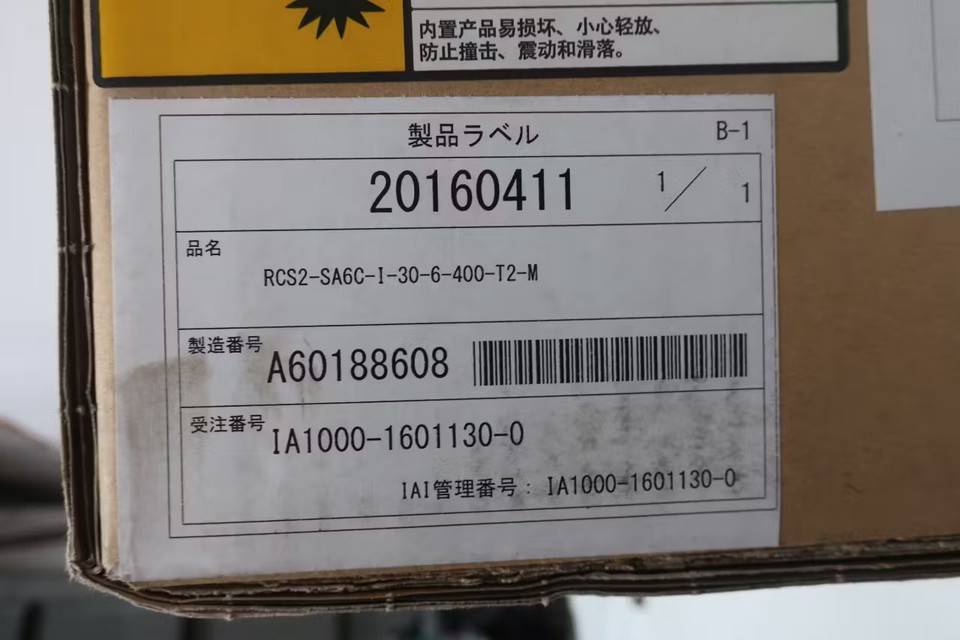 内置产品易损坏、小心轻放、
防止撞击、震动和滑落。
製品ラベル B-1
20160411 1／1
品名
RCS2-SA6C-I-30-6-400-T2-M
製造番号 A60188608
受注番号 IA1000-1601130-0
IAI管理番号： IA1000-1601130-0